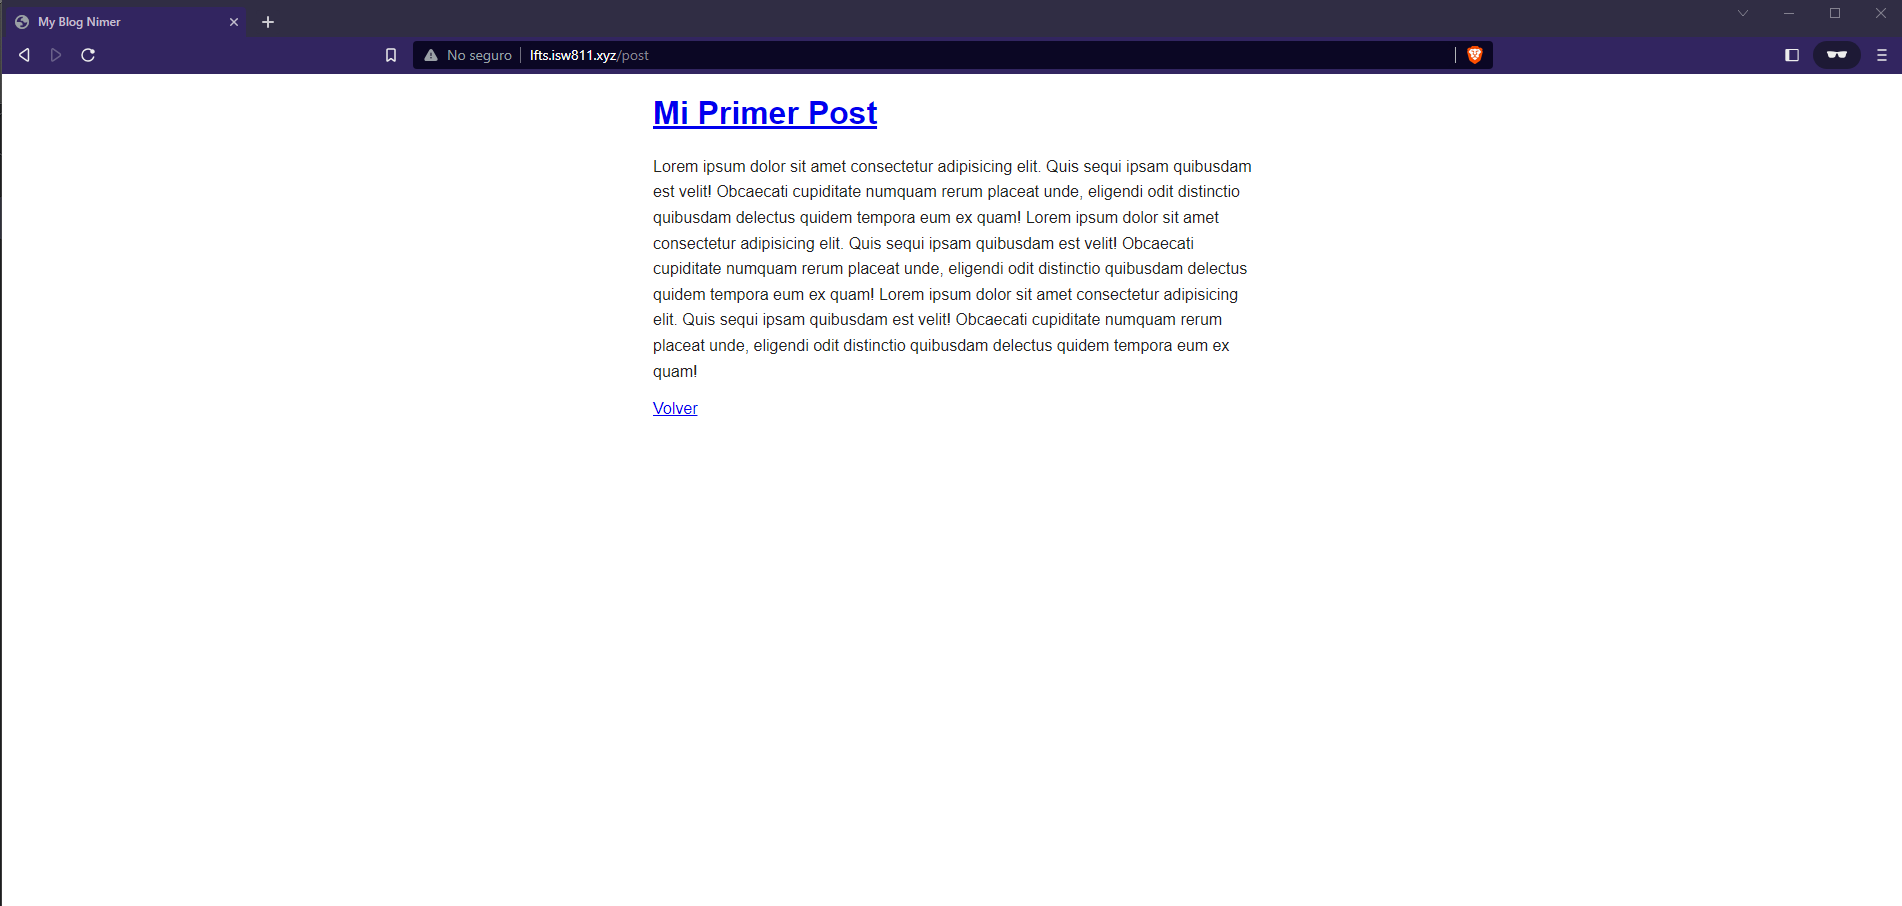 My Blog Nimer
No seguro lfts.isw811.xyz/post
Mi Primer Post
Lorem ipsum dolor sit amet consectetur adipisicing elit. Quis sequi ipsam quibusdam
est velit! Obcaecati cupiditate numquam rerum placeat unde, eligendi odit distinctio
quibusdam delectus quidem tempora eum ex quam! Lorem ipsum dolor sit amet
consectetur adipisicing elit. Quis sequi ipsam quibusdam est velit! Obcaecati
cupiditate numquam rerum placeat unde, eligendi odit distinctio quibusdam delectus
quidem tempora eum ex quam! Lorem ipsum dolor sit amet consectetur adipisicing
elit. Quis sequi ipsam quibusdam est velit! Obcaecati cupiditate numquam rerum
placeat unde, eligendi odit distinctio quibusdam delectus quidem tempora eum ex
quam!
Volver